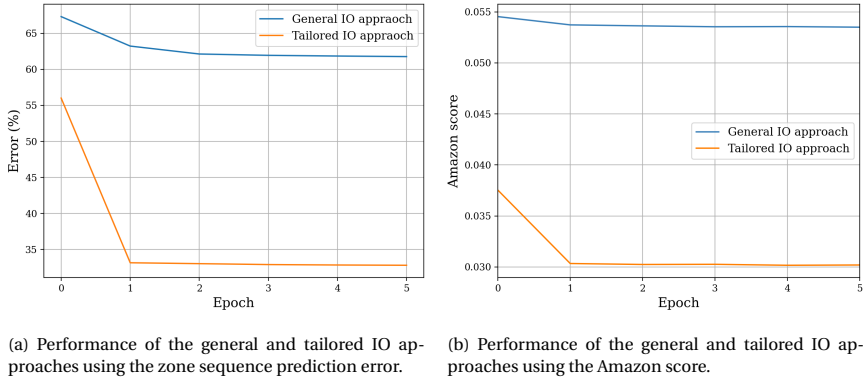 General IO appraoch
Tailored IO appraoch
65
60
55
50
45
40
35
Error (%)
0 1 2 3 4 5
Epoch
(a) Performance of the general and tailored IO ap-
proaches using the zone sequence prediction error.
General IO approach
Tailored IO approach
0.055
0.050
0.045
0.040
0.035
0.030
Amazon score
0 1 2 3 4 5
Epoch
(b) Performance of the general and tailored IO ap-
proaches using the Amazon score.